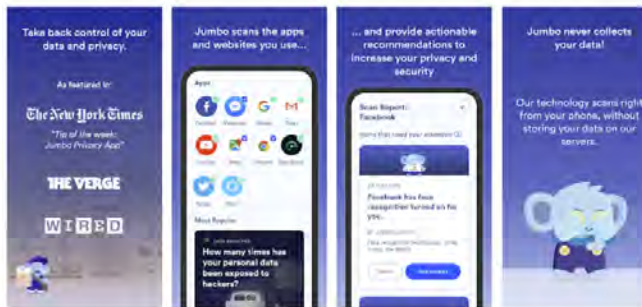 Take back control of your
data and privacy.
As featured in:
The New York Times
"Tip of the week:
Jumbo Privacy App"
THE VERGE
WIRED
Jumbo scans the apps
and websites you use...
Apps
Facebook
Google
Most Popular
How many times has
your personal data
been exposed to
hackers?
... and provide actionable
recommendations to
increase your privacy and
security
Scan Report:
Facebook
Facebook has face
recognition turned on for
you.
Jumbo never collects
your data!
Our technology scans right
from your phone, without
storing your data on our
servers.